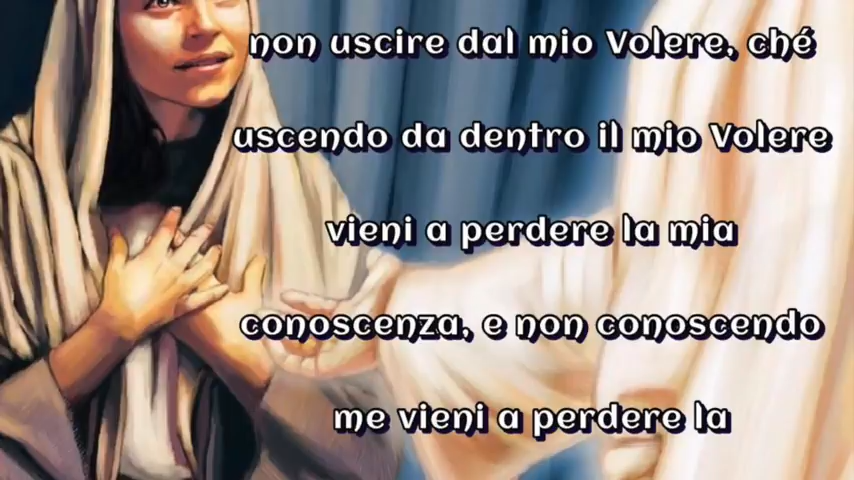 non uscire dal mio Volere, ché
uscendo da dentro il mio Volere
vieni a perdere la mia
conoscenza, e non conoscendo
me vieni a perdere la